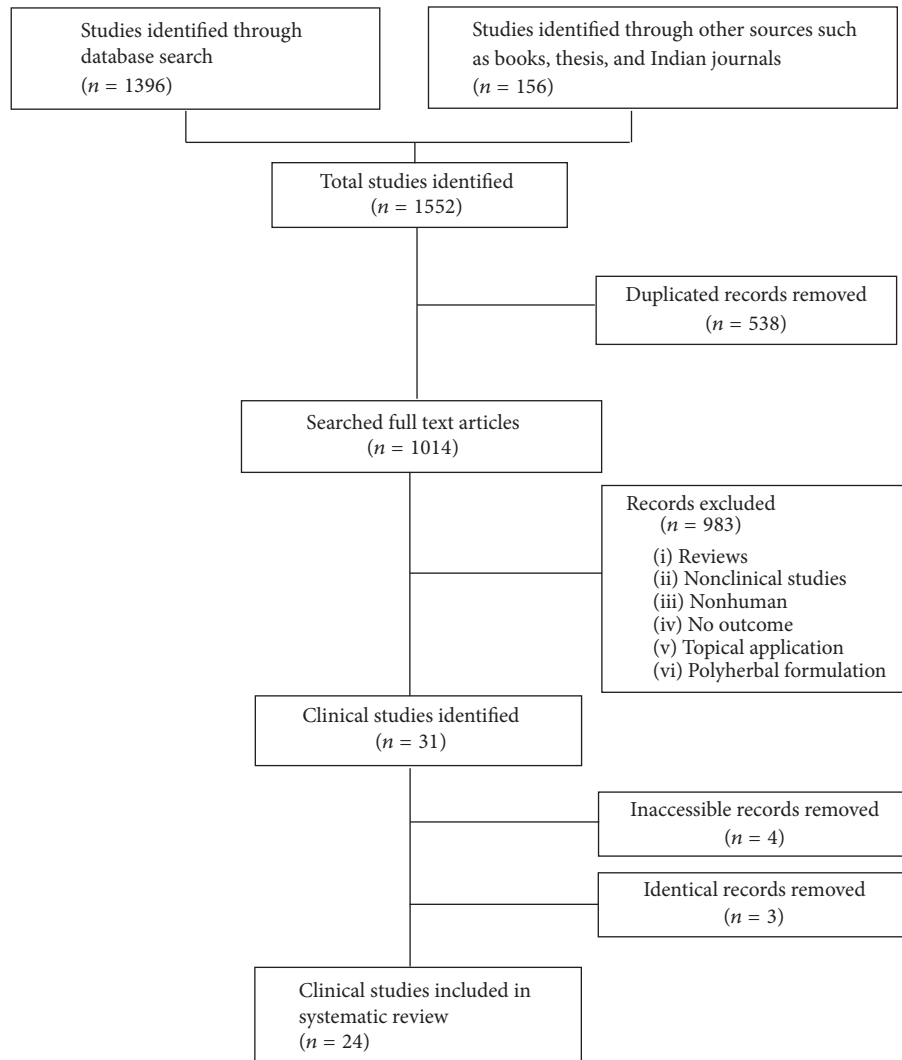 Studies identified through
database search
(n = 1396)
Studies identified through other sources such
as books, thesis, and Indian journals
(n = 156)
Total studies identified
(n = 1552)
Duplicated records removed
(n = 538)
Searched full text articles
(n = 1014)
Records excluded
(n = 983)
(i) Reviews
(ii) Nonclinical studies
(iii) Nonhuman
(iv) No outcome
(v) Topical application
(vi) Polyherbal formulation
Clinical studies identified
(n = 31)
Inaccessible records removed
(n = 4)
Identical records removed
(n = 3)
Clinical studies included in
systematic review
(n = 24)